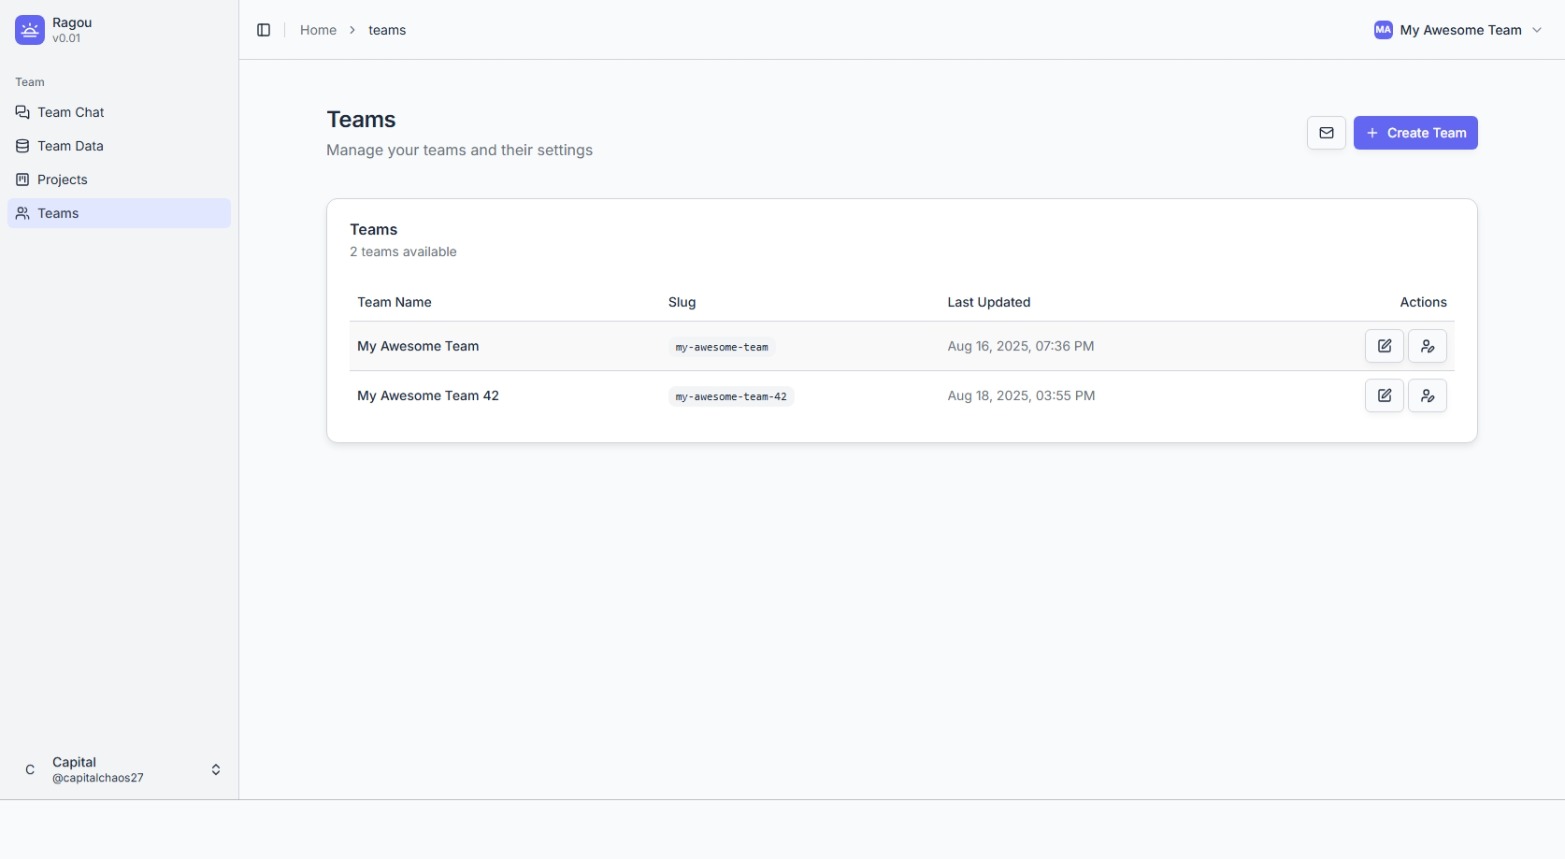 Ragou
v0.01
Home > teams
MA My Awesome Team
Team
Team Chat
Team Data
Projects
Teams
Teams
Manage your teams and their settings
+ Create Team
Teams
2 teams available
Team Name Slug Last Updated Actions
My Awesome Team my-awesome-team Aug 16, 2025, 07:36 PM
My Awesome Team 42 my-awesome-team-42 Aug 18, 2025, 03:55 PM
C
Capital
@capitalchaos27